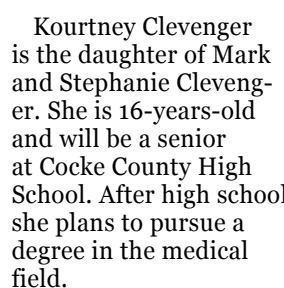 Kourtney Clevenger
is the daughter of Mark
and Stephanie Cleveng-
er. She is 16-years-old
and will be a senior
at Cocke County High
School. After high school
she plans to pursue a
degree in the medical
field.